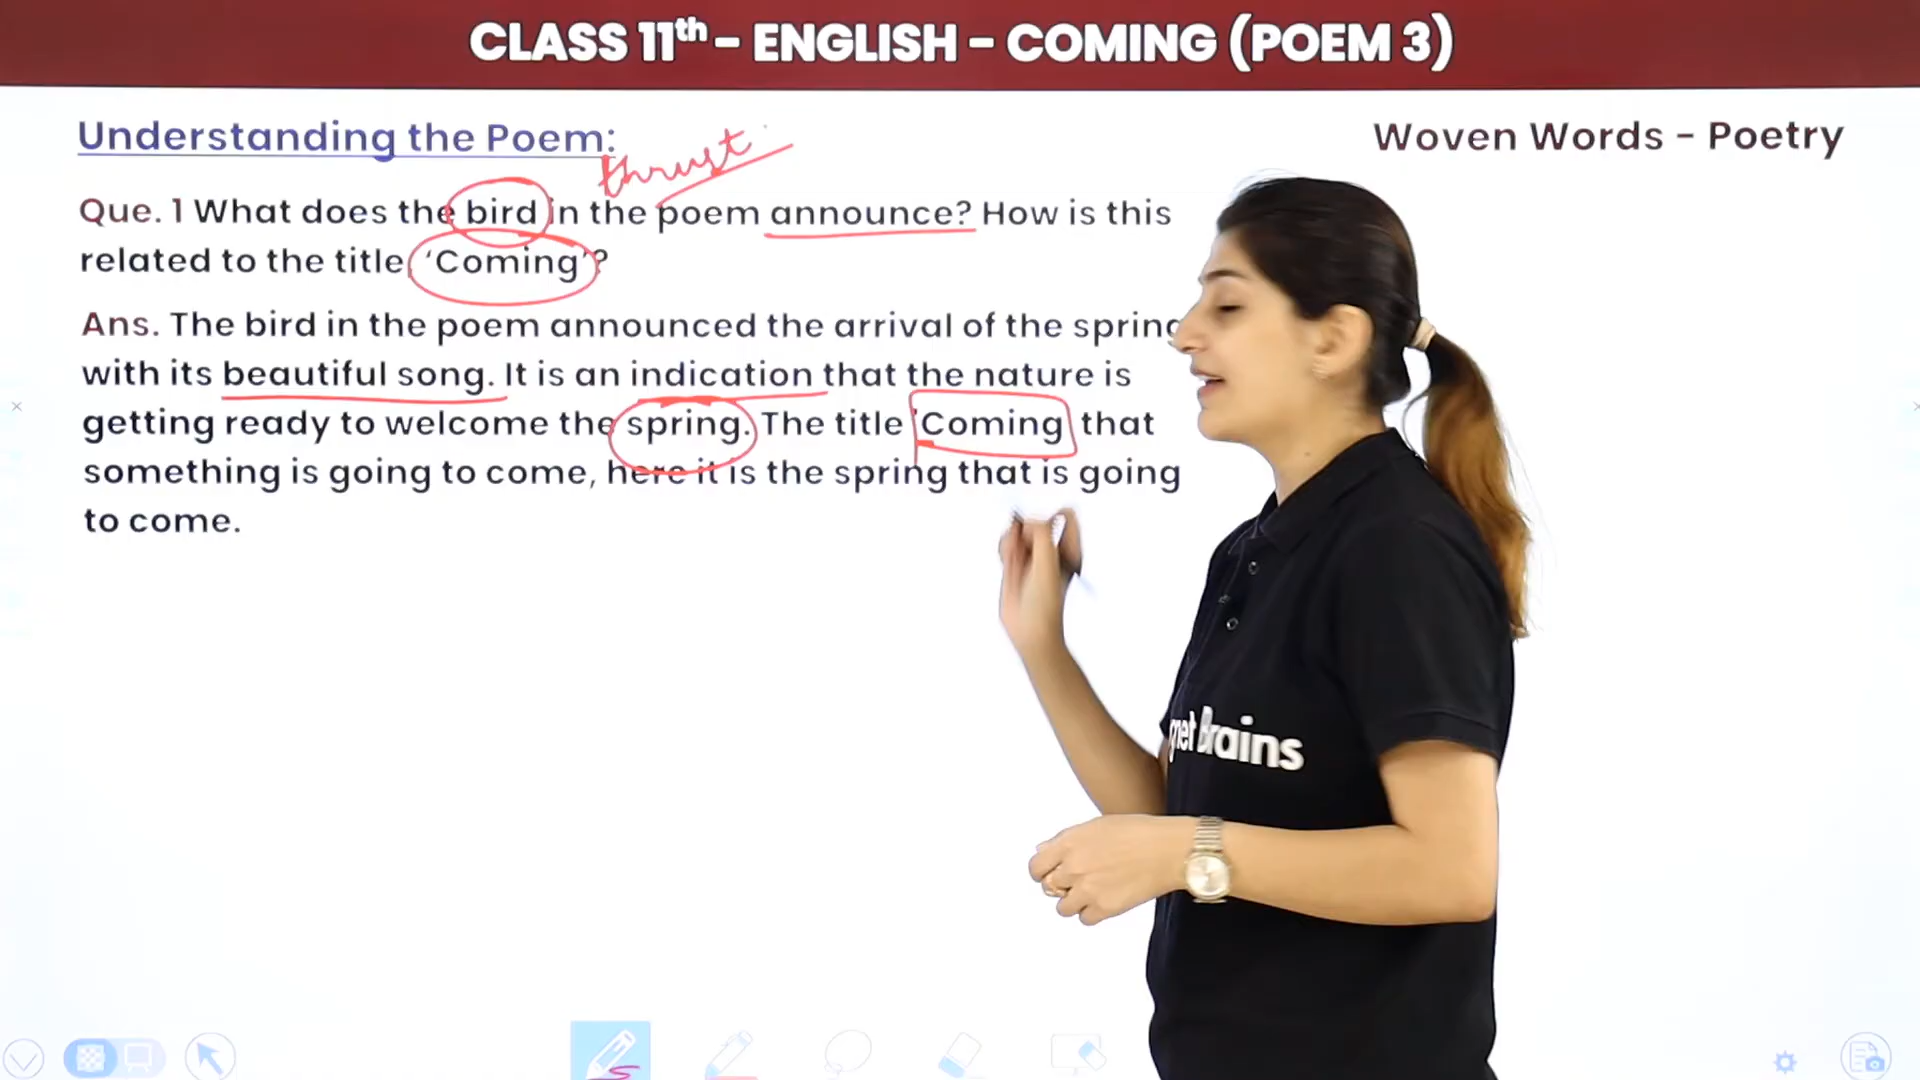 CLASS 11th - ENGLISH - COMING (POEM 3)
Understanding the Poem:
Woven Words - Poetry
thrust
Que. 1 What does the bird in the poem announce? How is this
related to the title 'Coming'?
Ans. The bird in the poem announced the arrival of the spring
with its beautiful song. It is an indication that the nature is
getting ready to welcome the spring. The title 'Coming that
something is going to come, here it is the spring that is going
to come.
gnet Brains